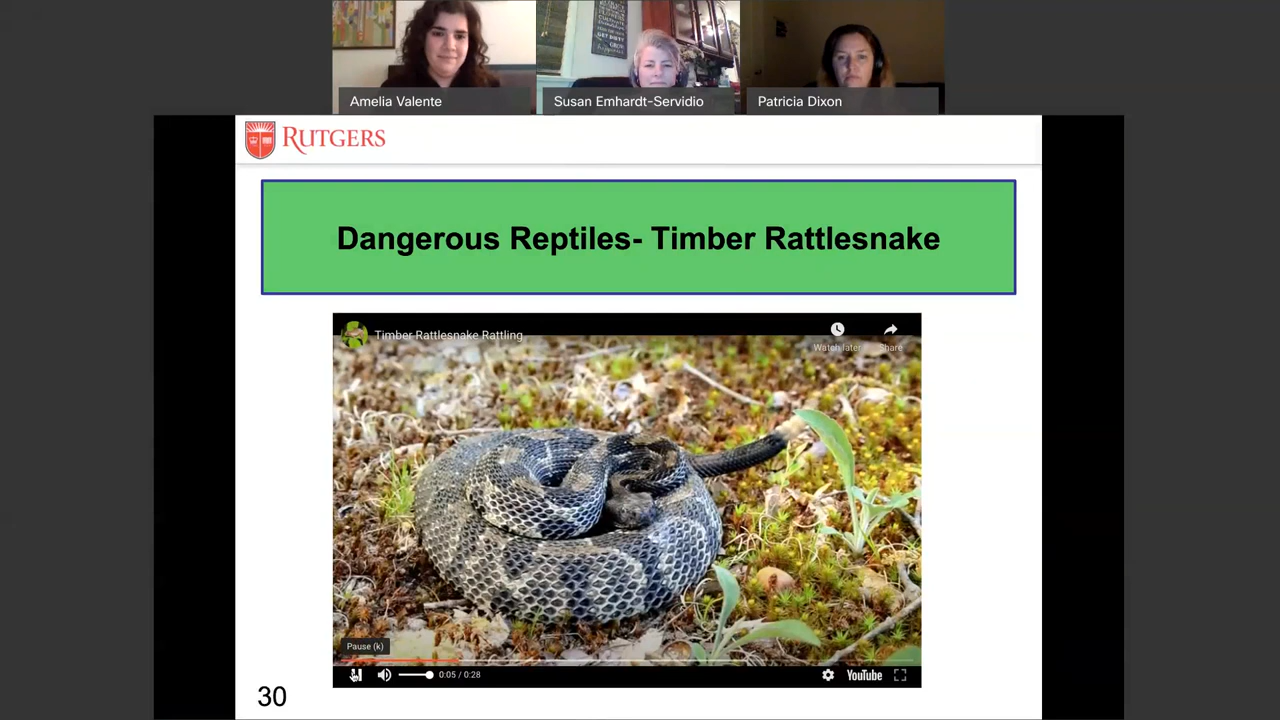 Amelia Valente
Susan Emhardt-Servidio
Patricia Dixon
RUTGERS
Dangerous Reptiles- Timber Rattlesnake
Timber Rattlesnake Rattling
Watch later
Share
Pause (k)
0:05 / 0:28
YouTube
30